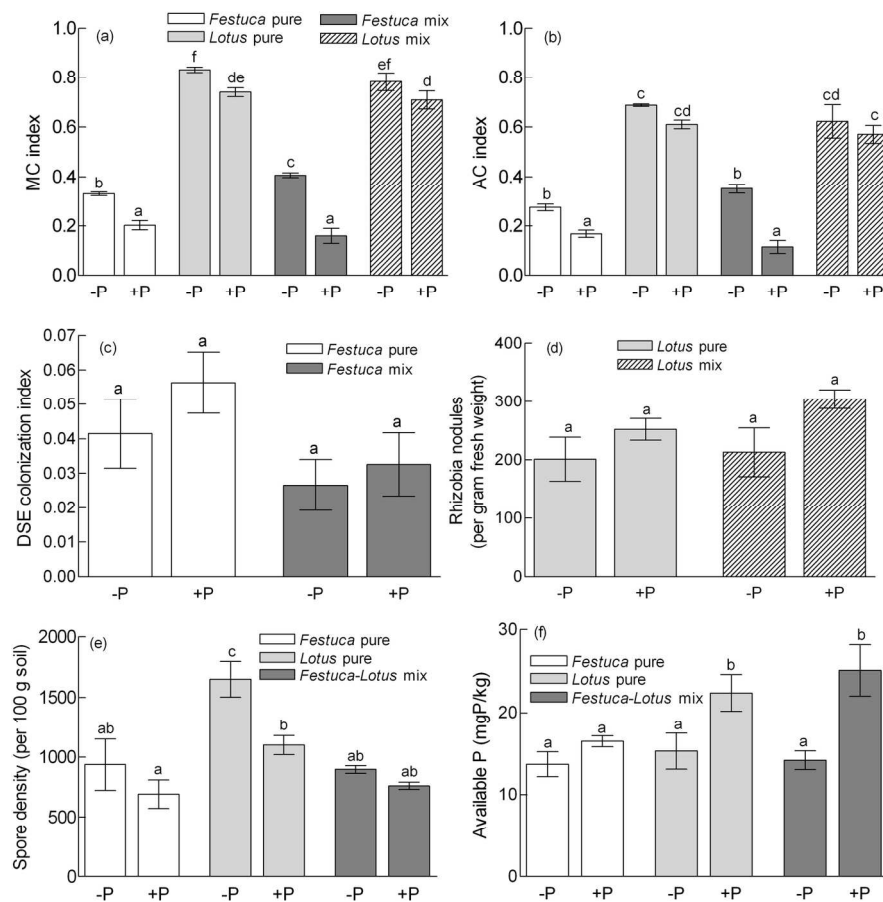 (a)
Festuca pure
Festuca mix
Lotus pure
Lotus mix
MC index
1.0
0.8
0.6
0.4
0.2
0.0
b
a
f
de
c
a
ef
d
-P
+P
-P
+P
-P
+P
-P
+P
(b)
AC index
1.0
0.8
0.6
0.4
0.2
0.0
b
a
c
cd
b
a
cd
c
-P
+P
-P
+P
-P
+P
-P
+P
(c)
Festuca pure
Festuca mix
DSE colonization index
0.07
0.06
0.05
0.04
0.03
0.02
0.01
0.00
a
a
a
a
-P
+P
-P
+P
(d)
Lotus pure
Lotus mix
Rhizobia nodules
(per gram fresh weight)
400
300
200
100
0
a
a
a
a
-P
+P
-P
+P
(e)
Festuca pure
Lotus pure
Festuca-Lotus mix
Spore density (per 100 g soil)
2000
1500
1000
500
0
ab
a
c
b
ab
ab
-P
+P
-P
+P
-P
+P
(f)
Festuca pure
Lotus pure
Festuca-Lotus mix
Available P (mgP/kg)
30
20
10
0
a
a
a
b
a
b
-P
+P
-P
+P
-P
+P